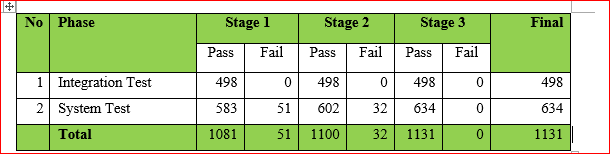 No Phase Stage 1 Stage 2 Stage 3 Final
Pass Fail Pass Fail Pass Fail
1 Integration Test 498 0 498 0 498 0 498
2 System Test 583 51 602 32 634 0 634
Total 1081 51 1100 32 1131 0 1131